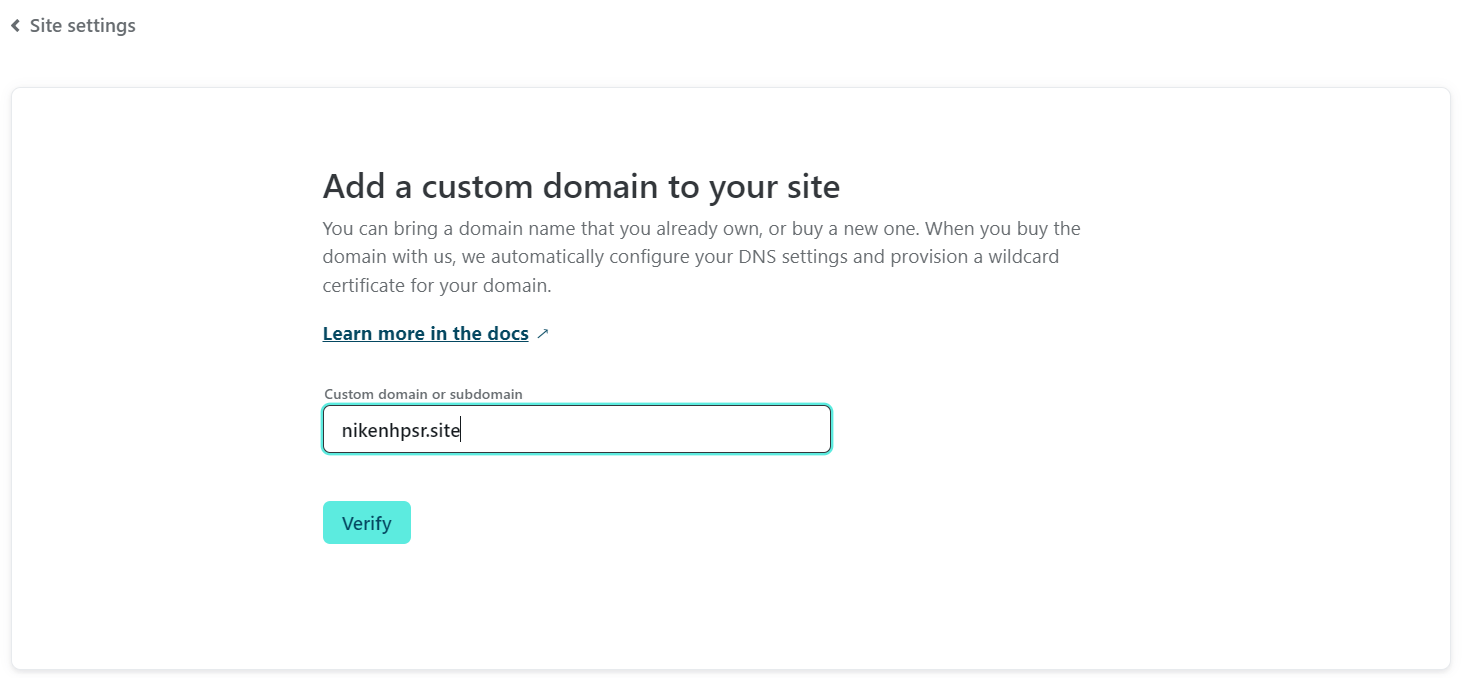 Site settings
Add a custom domain to your site
You can bring a domain name that you already own, or buy a new one. When you buy the
domain with us, we automatically configure your DNS settings and provision a wildcard
certificate for your domain.
Learn more in the docs
Custom domain or subdomain
nikenhpsr.site
Verify